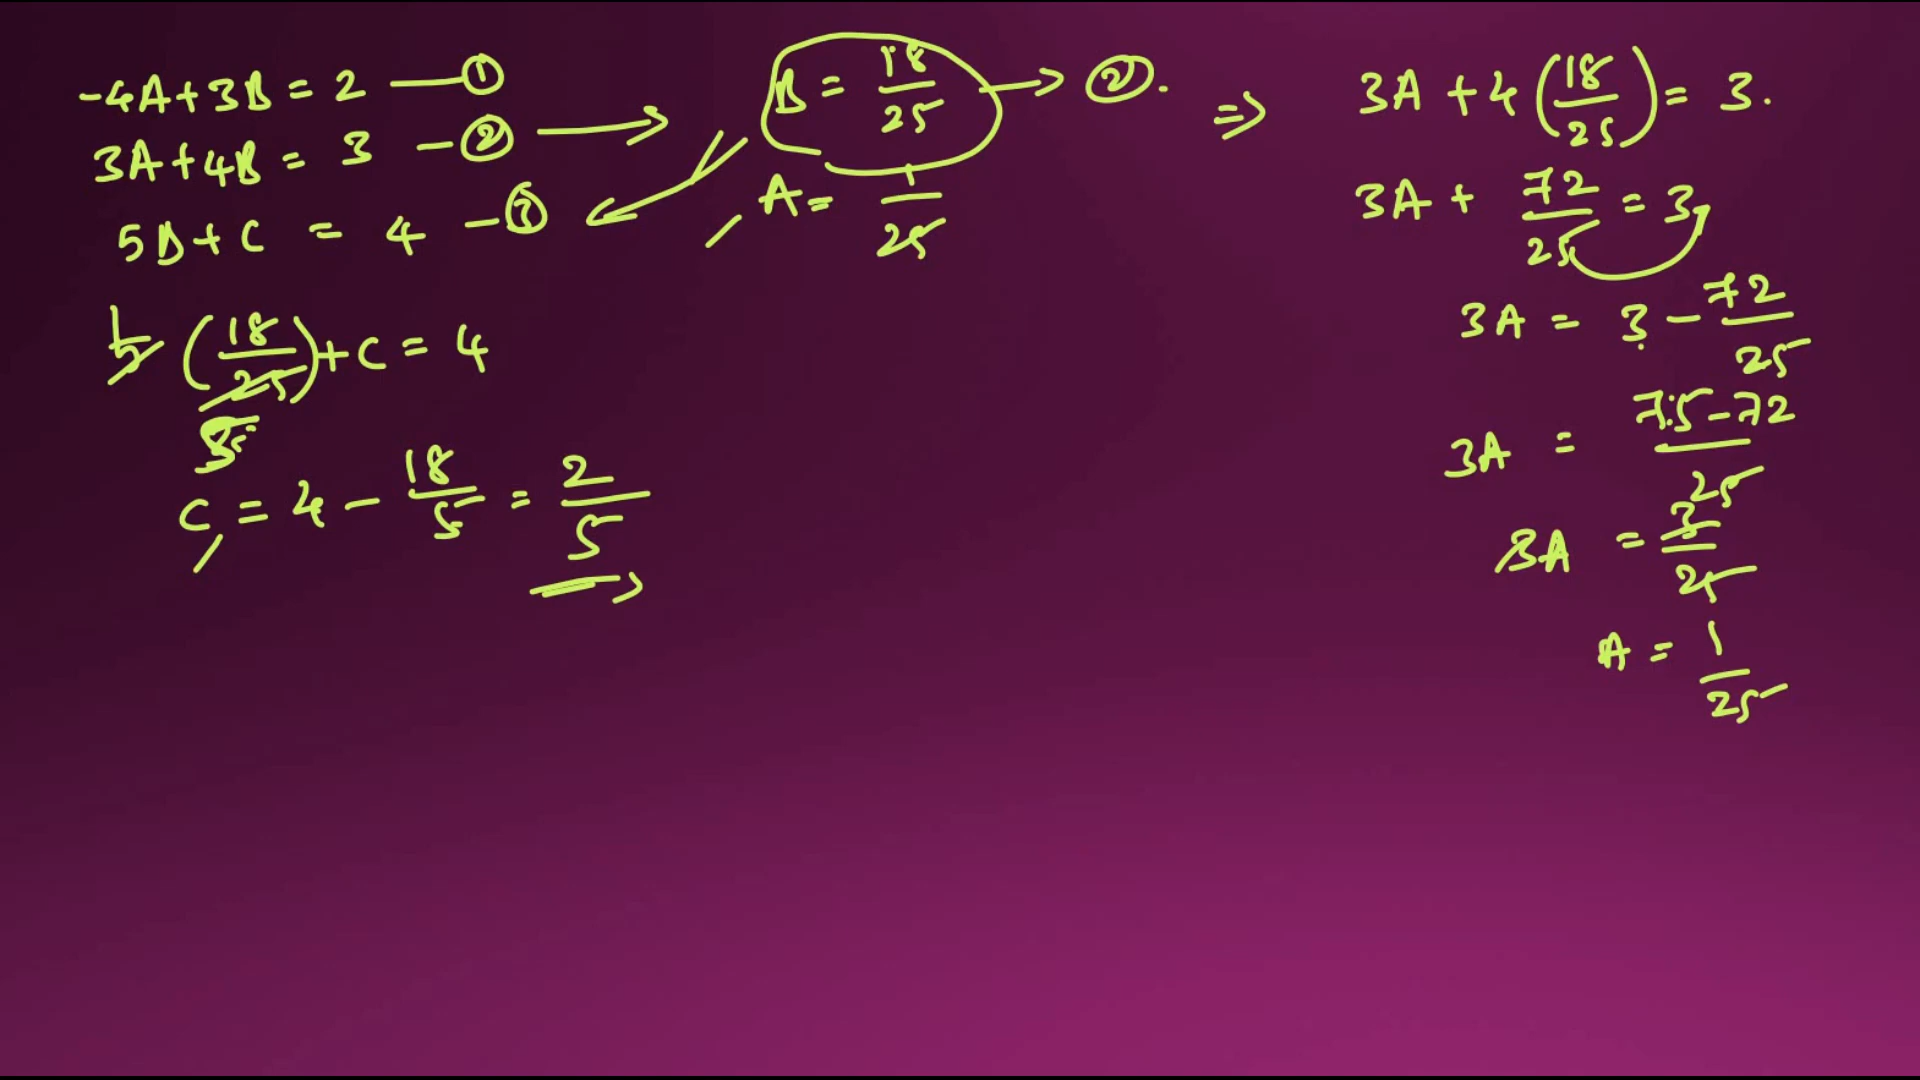 -4A+3B = 2 — ①
3A+4B = 3 — ② →
5B+C = 4 — ③
5(18/25)+C = 4
5
C = 4 - 18/5 = 2/5
B = 18/25 → ②.
A = 1/25
⇒ 3A + 4(18/25) = 3.
3A + 72/25 = 3
3A = 3 - 72/25
3A = 75-72/25
3A = 3/25
A = 1/25